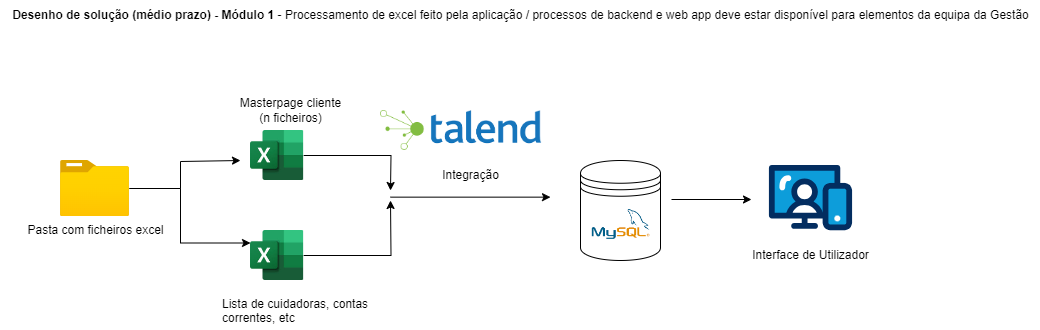 Desenho de solução (médio prazo) - Módulo 1 - Processamento de excel feito pela aplicação / processos de backend e web app deve estar disponível para elementos da equipa da Gestão
Masterpage cliente
(n ficheiros)
talend
X
Integração
MySQL
Pasta com ficheiros excel
X
Interface de Utilizador
Lista de cuidadoras, contas
correntes, etc